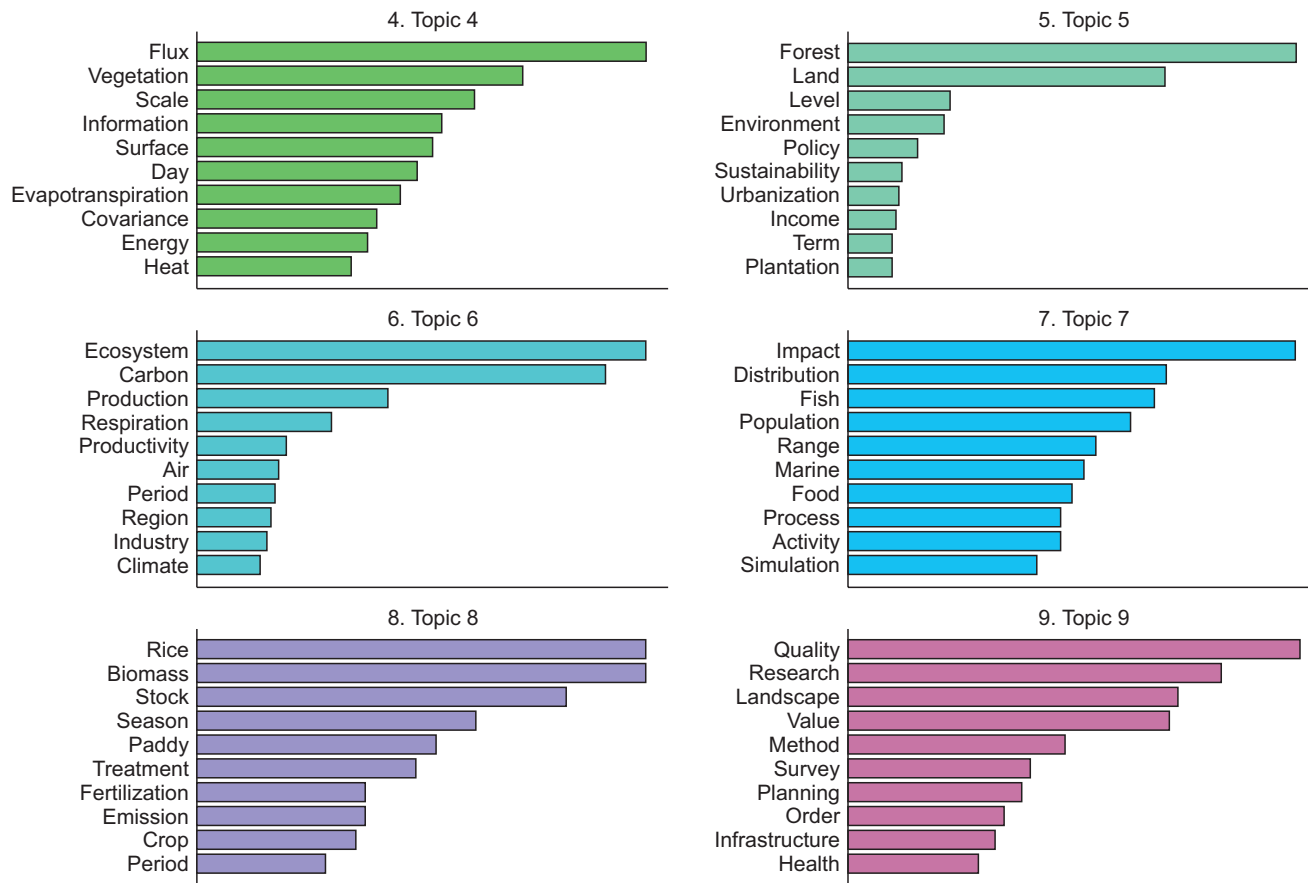 4. Topic 4
Flux
Vegetation
Scale
Information
Surface
Day
Evapotranspiration
Covariance
Energy
Heat
5. Topic 5
Forest
Land
Level
Environment
Policy
Sustainability
Urbanization
Income
Term
Plantation
6. Topic 6
Ecosystem
Carbon
Production
Respiration
Productivity
Air
Period
Region
Industry
Climate
7. Topic 7
Impact
Distribution
Fish
Population
Range
Marine
Food
Process
Activity
Simulation
8. Topic 8
Rice
Biomass
Stock
Season
Paddy
Treatment
Fertilization
Emission
Crop
Period
9. Topic 9
Quality
Research
Landscape
Value
Method
Survey
Planning
Order
Infrastructure
Health